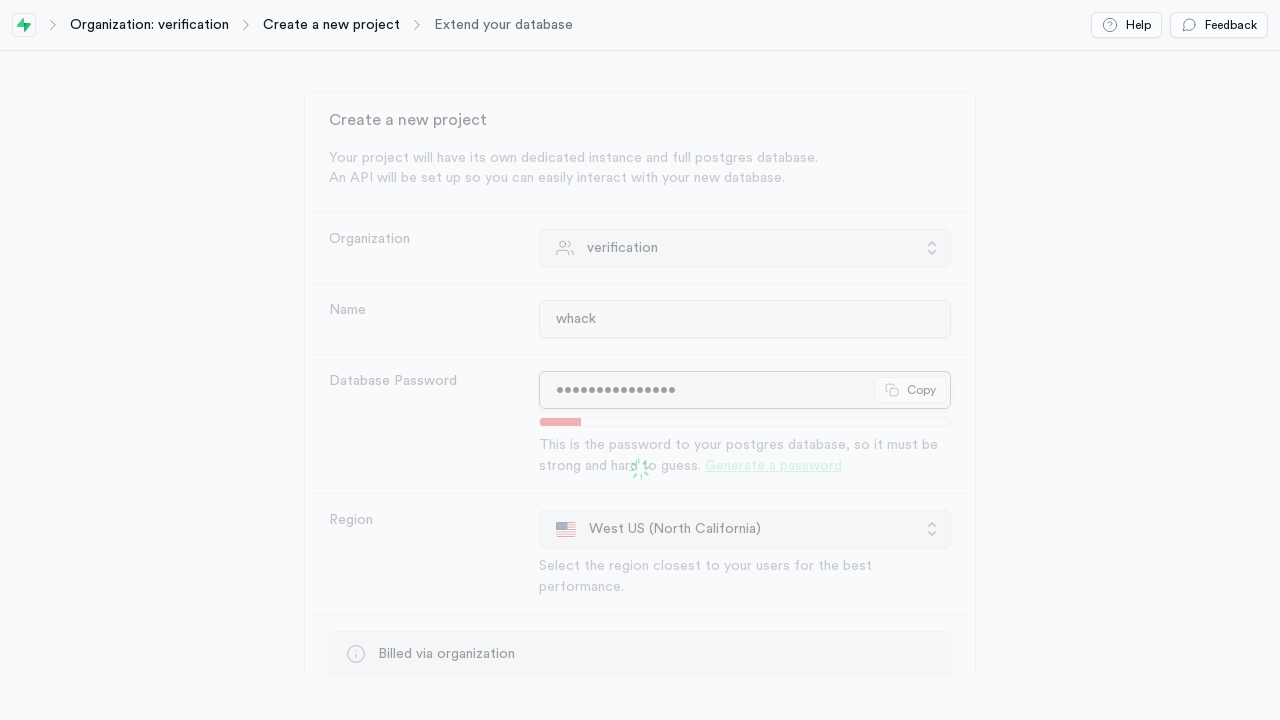 Organization: verification
Create a new project
Extend your database
Help
Feedback
Create a new project
Your project will have its own dedicated instance and full postgres database.
An API will be set up so you can easily interact with your new database.
Organization
verification
Name
whack
Database Password
•••••••••••••••
Copy
This is the password to your postgres database, so it must be
strong and hard to guess. Generate a password
Region
West US (North California)
Select the region closest to your users for the best
performance.
Billed via organization